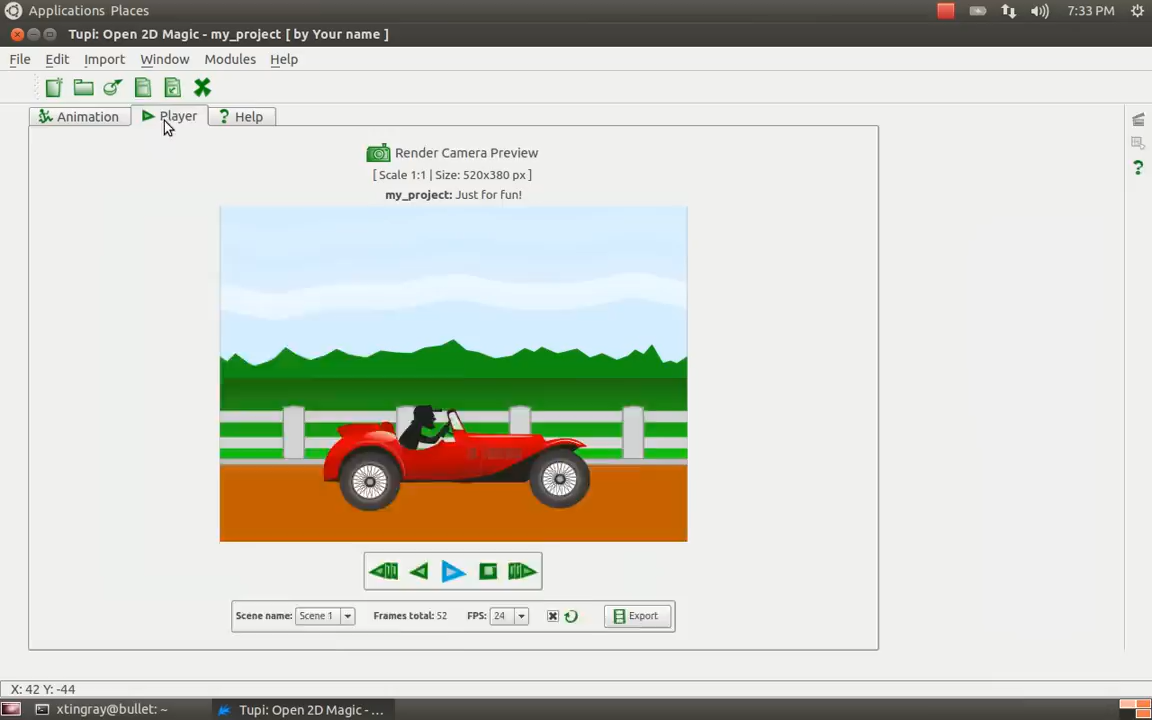 Applications Places
7:33 PM
Tupi: Open 2D Magic - my_project [ by Your name ]
File Edit Import Window Modules Help
Animation Player ? Help
Render Camera Preview
[ Scale 1:1 | Size: 520x380 px ]
my_project: Just for fun!
Scene name: Scene 1 Frames total: 52 FPS: 24 Export
X: 42 Y: -44
xtingray@bullet: ~ Tupi: Open 2D Magic - ...